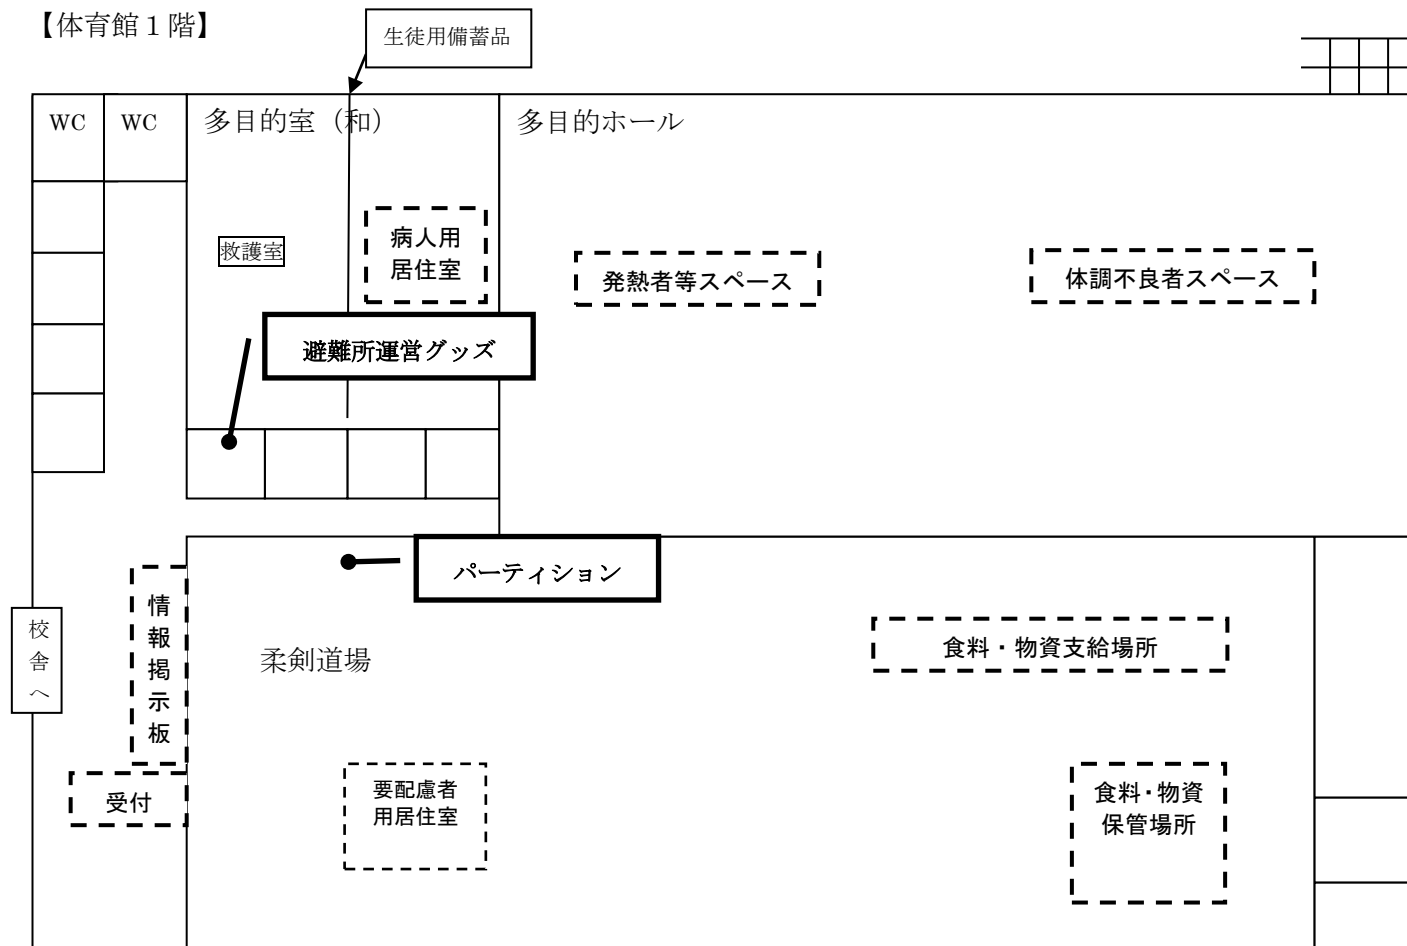 【体育館１階】
生徒用備蓄品
WC
WC
多目的室（和）
多目的ホール
救護室
病人用
居住室
発熱者等スペース
体調不良者スペース
避難所運営グッズ
パーティション
情報掲示板
校舎へ
柔剣道場
食料・物資支給場所
受付
要配慮者
用居住室
食料・物資
保管場所